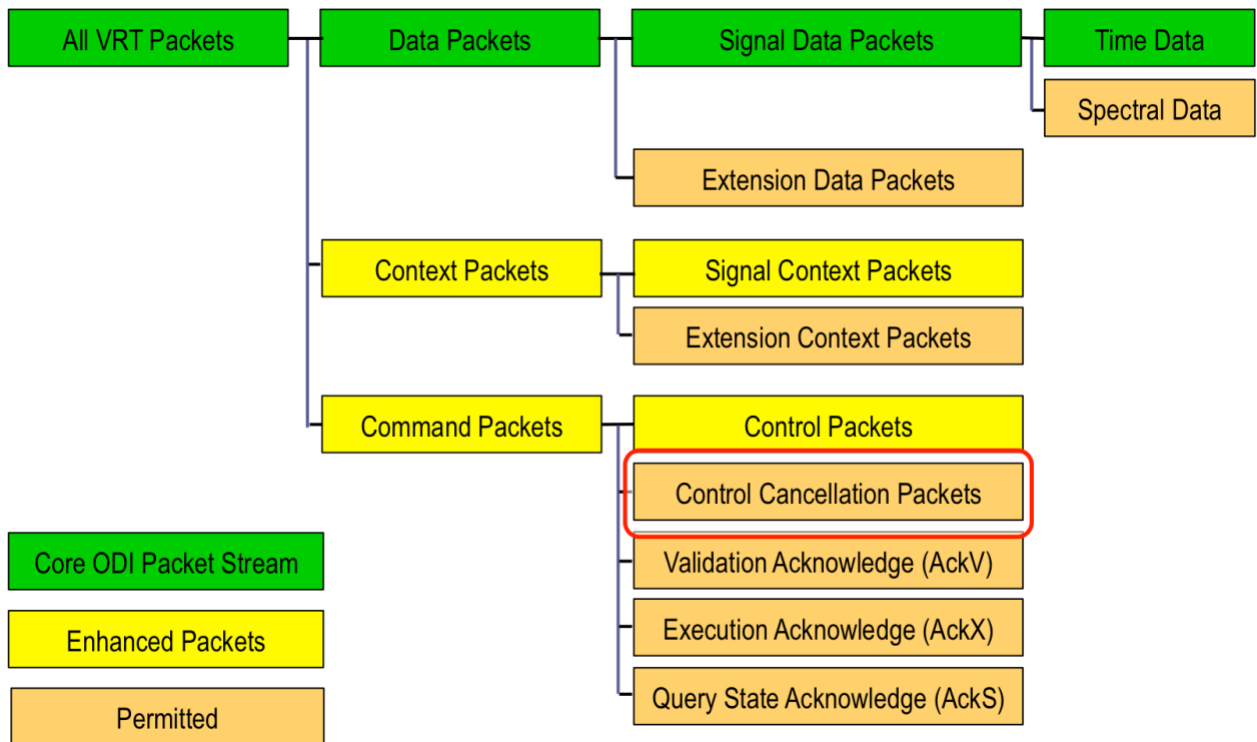 All VRT Packets
Data Packets
Signal Data Packets
Time Data
Spectral Data
Extension Data Packets
Context Packets
Signal Context Packets
Extension Context Packets
Command Packets
Control Packets
Control Cancellation Packets
Validation Acknowledge (AckV)
Execution Acknowledge (AckX)
Query State Acknowledge (AckS)
Core ODI Packet Stream
Enhanced Packets
Permitted